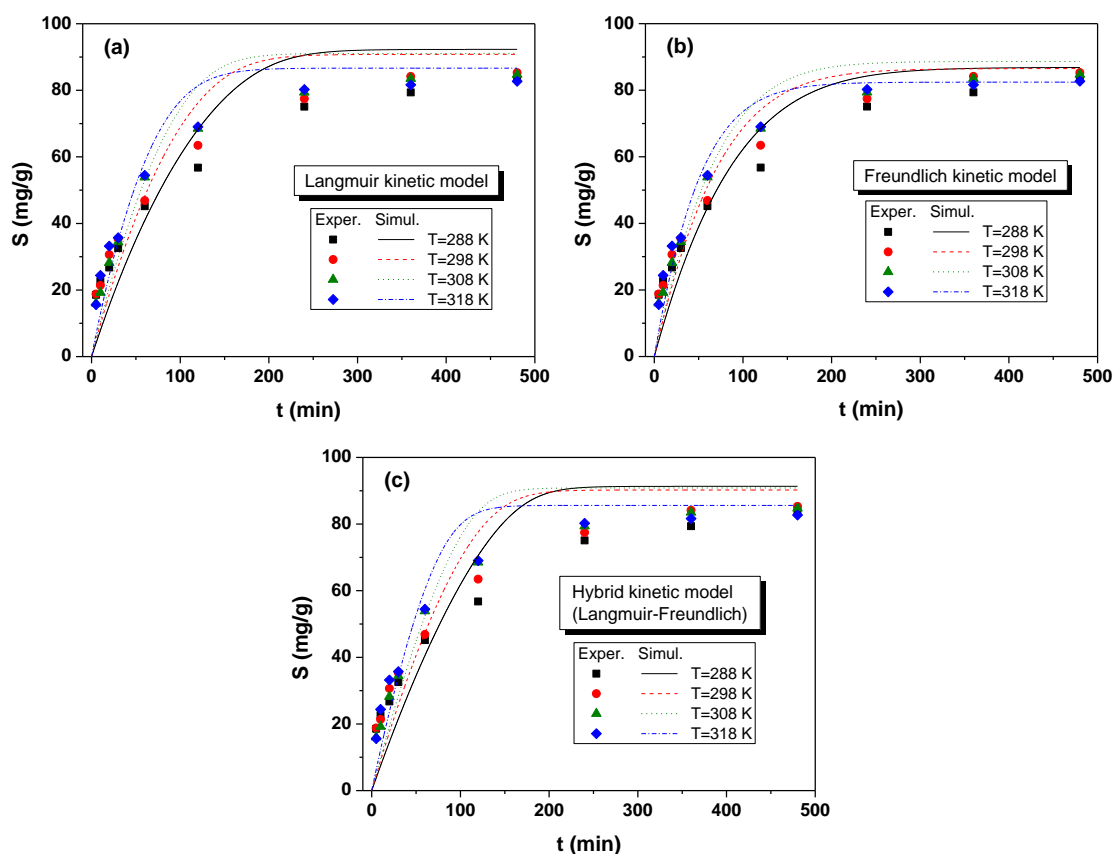 (a)
S (mg/g)
100
80
60
40
20
0
Langmuir kinetic model
Exper. Simul.
T=288 K
T=298 K
T=308 K
T=318 K
0 100 200 300 400 500
t (min)
(b)
S (mg/g)
100
80
60
40
20
0
Freundlich kinetic model
Exper. Simul.
T=288 K
T=298 K
T=308 K
T=318 K
0 100 200 300 400 500
t (min)
(c)
S (mg/g)
100
80
60
40
20
0
Hybrid kinetic model
(Langmuir-Freundlich)
Exper. Simul.
T=288 K
T=298 K
T=308 K
T=318 K
0 100 200 300 400 500
t (min)